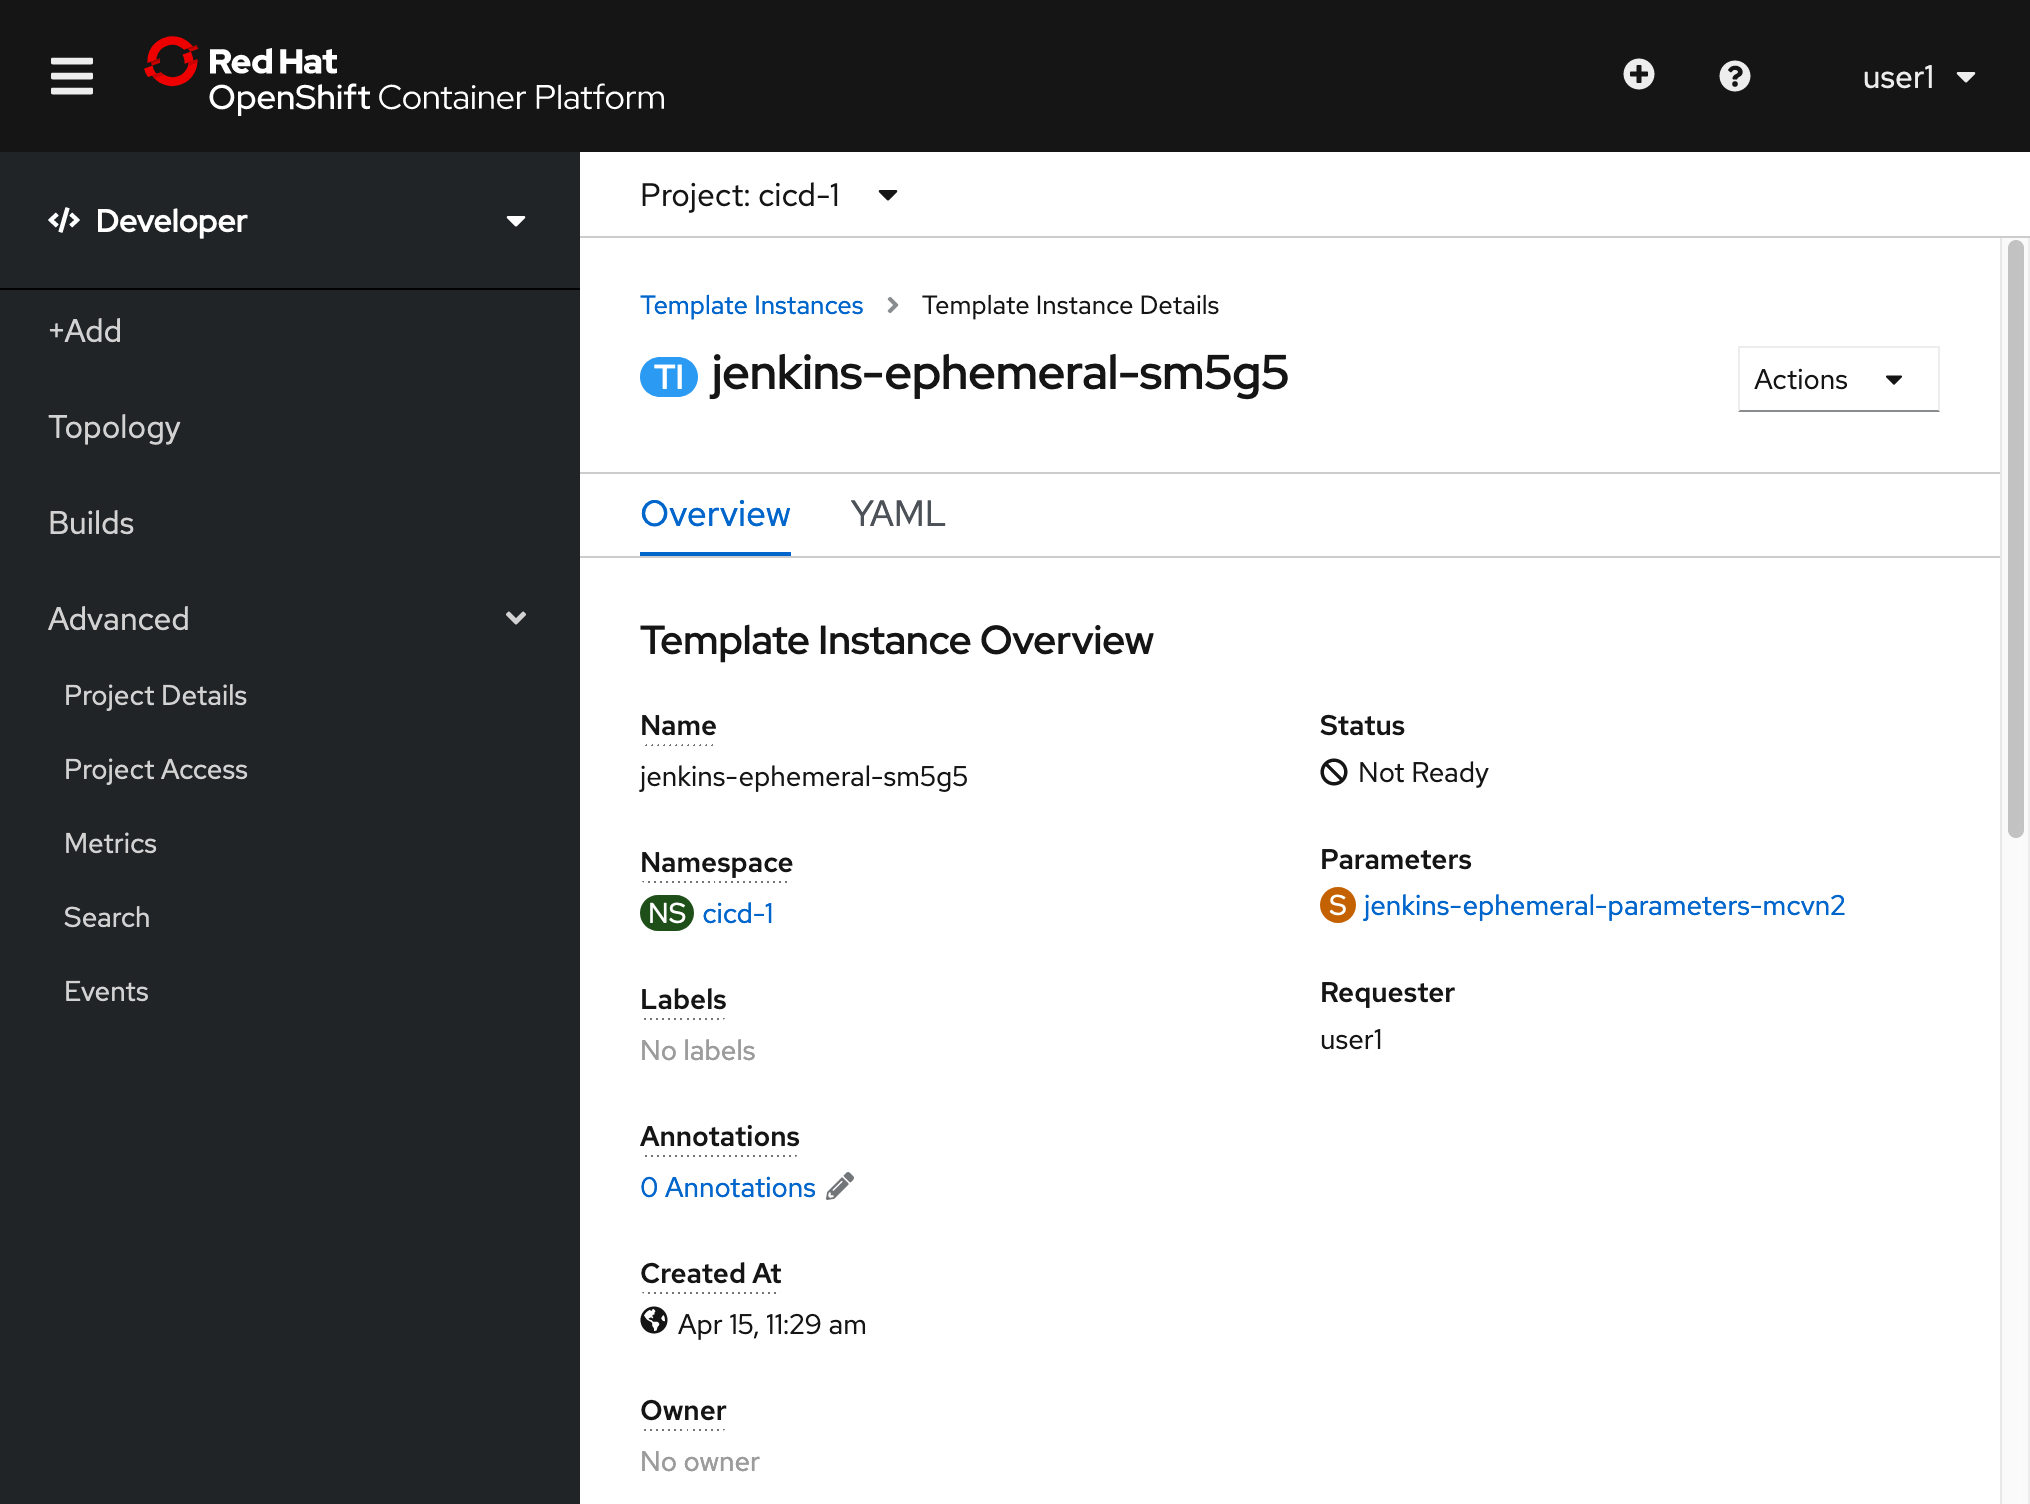 Red Hat
OpenShift Container Platform
user1
Developer
+Add
Topology
Builds
Advanced
Project Details
Project Access
Metrics
Search
Events
Project: cicd-1
Template Instances > Template Instance Details
TI jenkins-ephemeral-sm5g5
Actions
Overview YAML
Template Instance Overview
Name
jenkins-ephemeral-sm5g5
Namespace
NS cicd-1
Labels
No labels
Annotations
0 Annotations
Created At
Apr 15, 11:29 am
Owner
No owner
Status
Not Ready
Parameters
S jenkins-ephemeral-parameters-mcvn2
Requester
user1